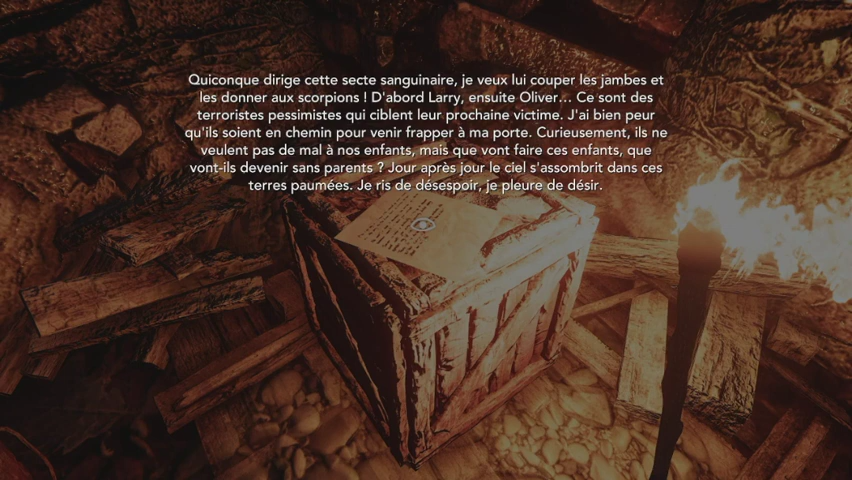 Quiconque dirige cette secte sanguinaire, je veux lui couper les jambes et
les donner aux scorpions ! D'abord Larry, ensuite Oliver... Ce sont des
terroristes pessimistes qui ciblent leur prochaine victime. J'ai bien peur
qu'ils soient en chemin pour venir frapper à ma porte. Curieusement, ils ne
veulent pas de mal à nos enfants, mais que vont faire ces enfants, que
vont-ils devenir sans parents ? Jour après jour le ciel s'assombrit dans ces
terres paumées. Je ris de désespoir, je pleure de désir.